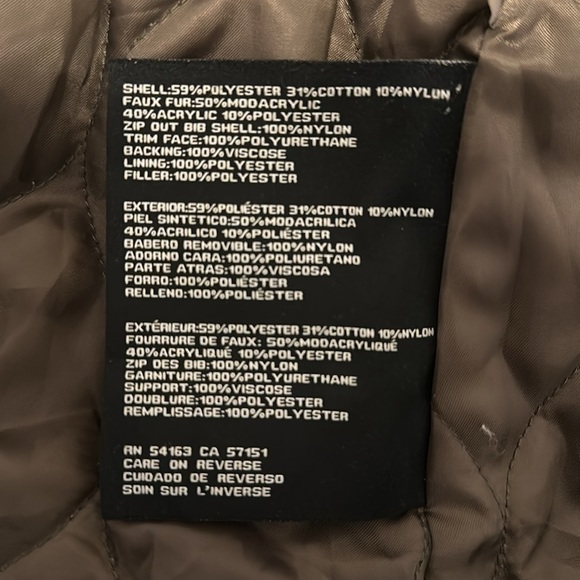 SHELL:59%POLYESTER 31%COTTON 10%NYLON
FAUX FUR:50%MODACRYLIC
40%ACRYLIC 10%POLYESTER
ZIP OUT BIB SHELL:100%NYLON
TRIM FACE:100%POLYURETHANE
BACKING:100%VISCOSE
LINING:100%POLYESTER
FILLER:100%POLYESTER
EXTERIOR:59%POLIÉSTER 31%COTTON 10%NYLON
PIEL SINTETICO:50%MODACRILICA
40%ACRILICO 10%POLIÉSTER
BABERO REMOVIBLE:100%NYLON
ADORNO CARA:100%POLIURETANO
PARTE ATRAS:100%VISCOSA
FORRO:100%POLIÉSTER
RELLENO:100%POLIÉSTER
EXTÉRIEUR:59%POLYESTER 31%COTTON 10%NYLON
FOURRURE DE FAUX: 50%MODACRYLIQUÉ
40%ACRYLIQUÉ 10%POLYESTER
ZIP DES BIB:100%NYLON
GARNITURE:100%POLYURETHANE
SUPPORT:100%VISCOSE
DOUBLURE:100%POLYESTER
REMPLISSAGE:100%POLYESTER
RN 54163 CA 57151
CARE ON REVERSE
CUIDADO DE REVERSO
SOIN SUR L'INVERSE